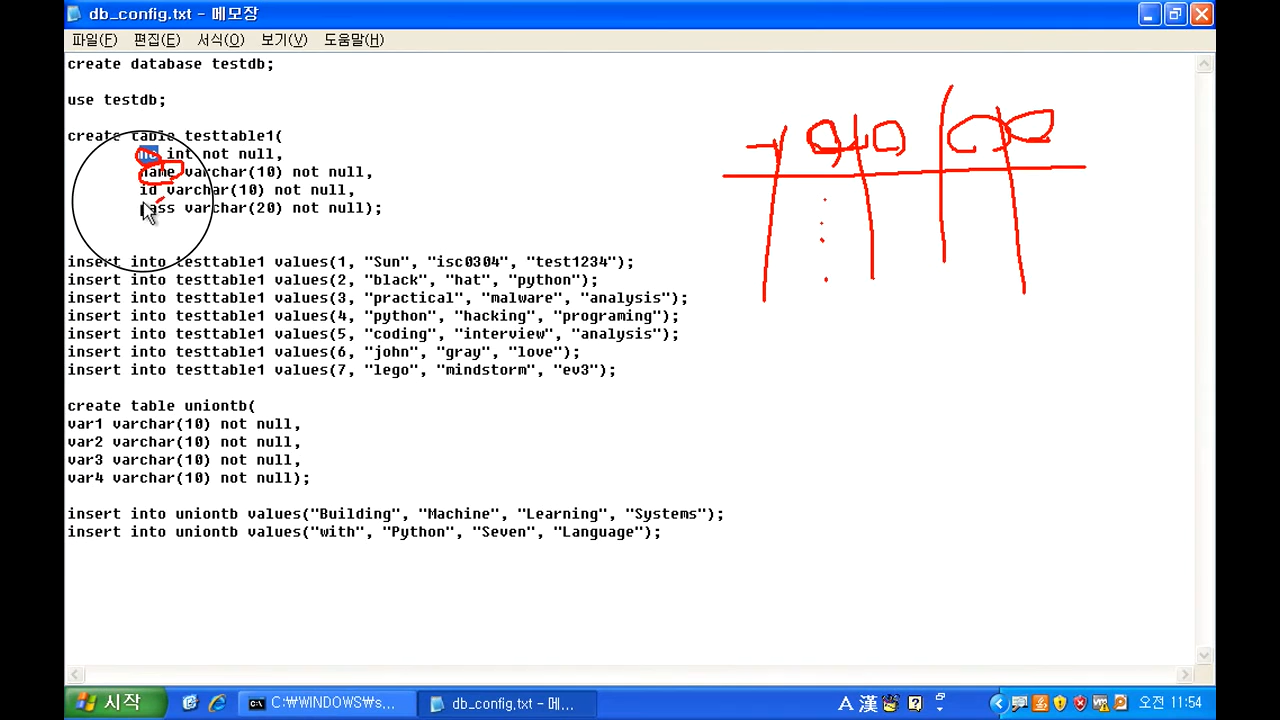 db_config.txt - 메모장
파일(F) 편집(E) 서식(O) 보기(V) 도움말(H)
create database testdb;
use testdb;
create table testtable1(
no int not null,
name varchar(10) not null,
id varchar(10) not null,
pass varchar(20) not null);
insert into testtable1 values(1, "Sun", "isc0304", "test1234");
insert into testtable1 values(2, "black", "hat", "python");
insert into testtable1 values(3, "practical", "malware", "analysis");
insert into testtable1 values(4, "python", "hacking", "programing");
insert into testtable1 values(5, "coding", "interview", "analysis");
insert into testtable1 values(6, "john", "gray", "love");
insert into testtable1 values(7, "lego", "mindstorm", "ev3");
create table uniontb(
var1 varchar(10) not null,
var2 varchar(10) not null,
var3 varchar(10) not null,
var4 varchar(10) not null);
insert into uniontb values("Building", "Machine", "Learning", "Systems");
insert into uniontb values("with", "Python", "Seven", "Language");
시작 C:₩WINDOWS₩s... db_config.txt - 메... A 漢 오전 11:54